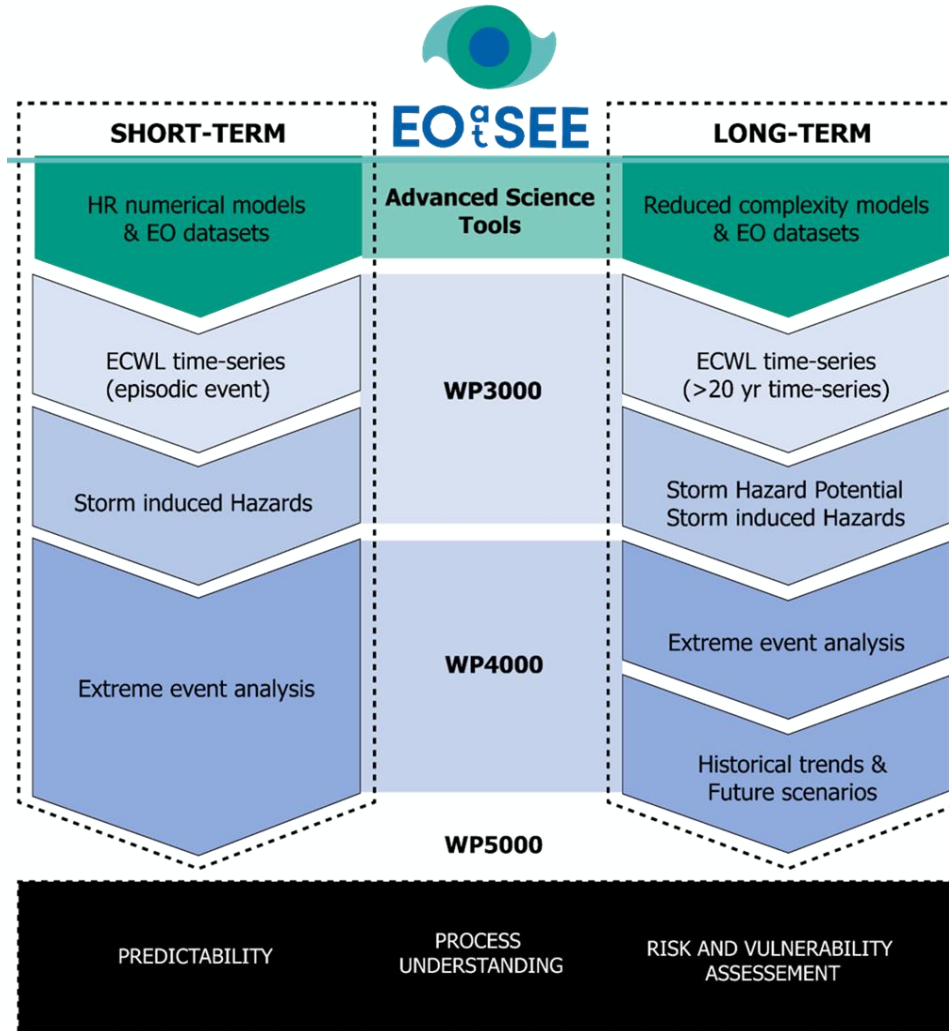 EOatSEE
SHORT-TERM
LONG-TERM
HR numerical models
& EO datasets
Advanced Science
Tools
Reduced complexity models
& EO datasets
ECWL time-series
(episodic event)
WP3000
ECWL time-series
(>20 yr time-series)
Storm induced Hazards
Storm Hazard Potential
Storm induced Hazards
Extreme event analysis
WP4000
Extreme event analysis
Historical trends &
Future scenarios
WP5000
PREDICTABILITY
PROCESS
UNDERSTANDING
RISK AND VULNERABILITY
ASSESSEMENT